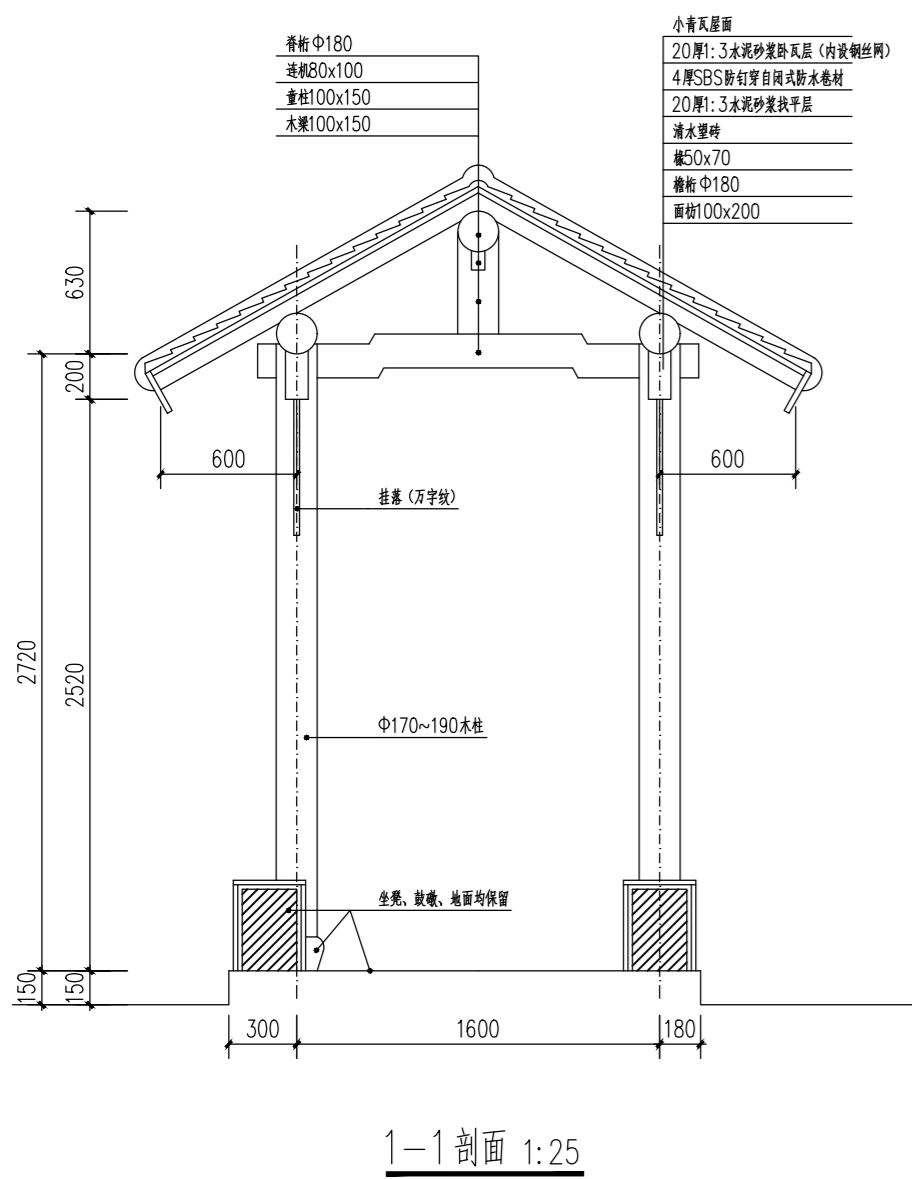 脊桁Φ180
连机80x100
童柱100x150
木梁100x150
小青瓦屋面
20厚1:3水泥砂浆卧瓦层（内设钢丝网）
4厚SBS防钉穿自闭式防水卷材
20厚1:3水泥砂浆找平层
清水望砖
椽50x70
檐桁Φ180
面枋100x200
630
200
600
600
挂落（万字纹）
2720
2520
Φ170~190木柱
坐凳、鼓墩、地面均保留
150
150
300
1600
180
1-1剖面 1:25